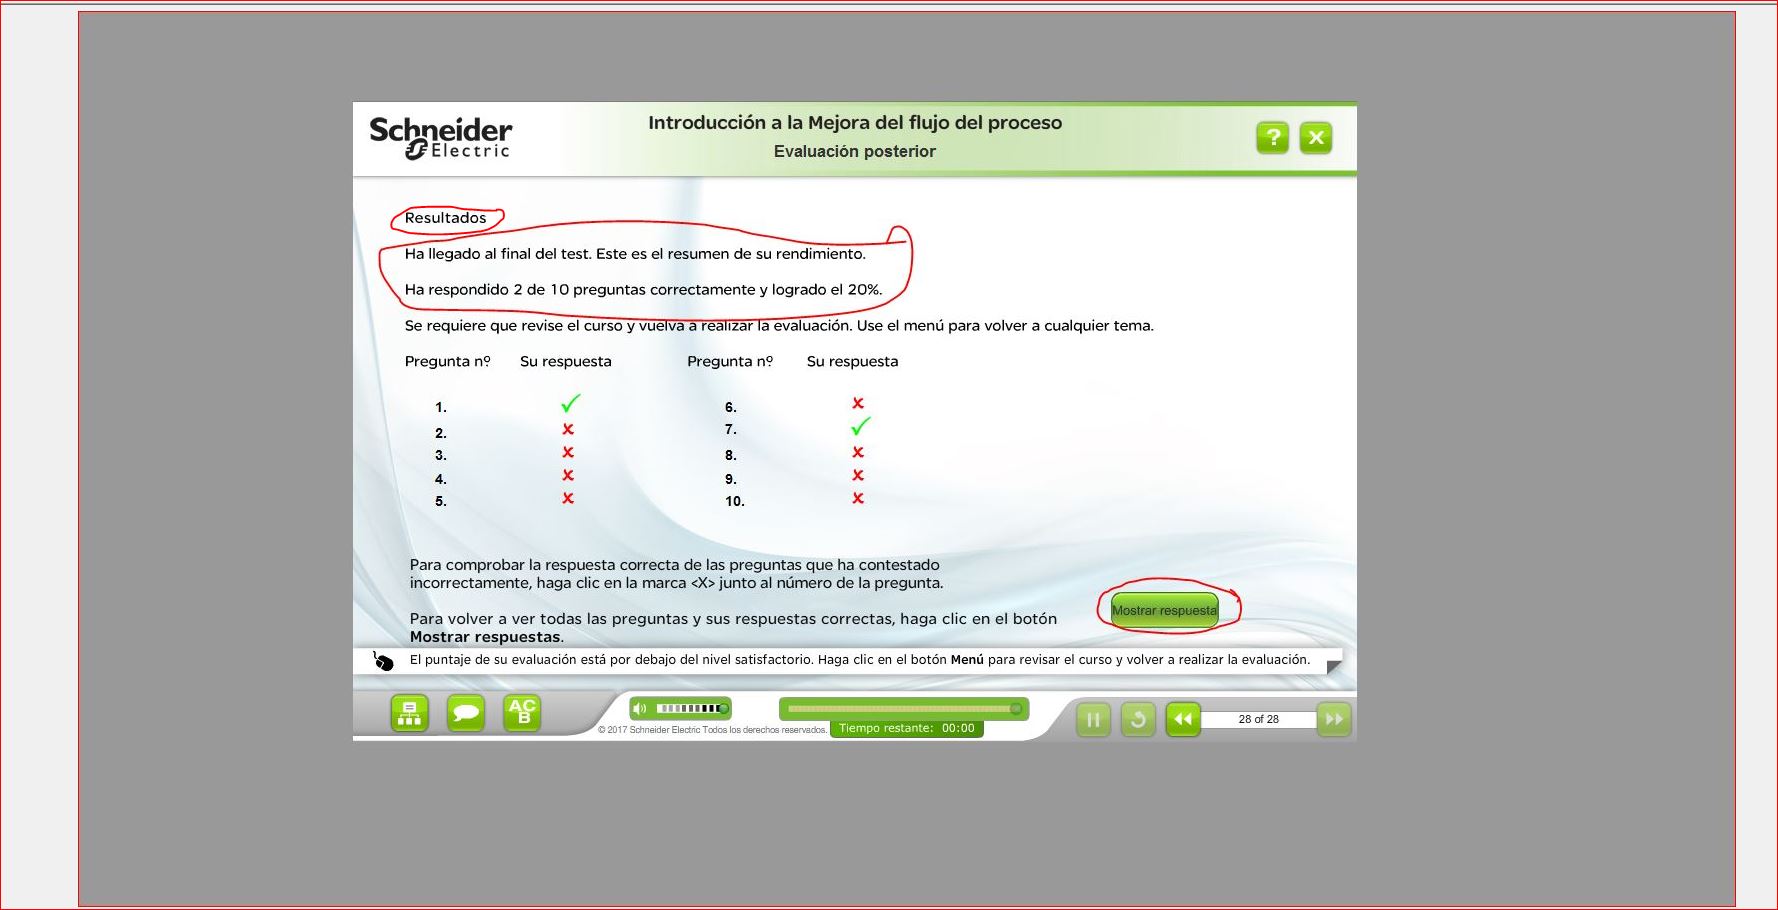 Schneider
Electric
Introducción a la Mejora del flujo del proceso
Evaluación posterior
?
X
Resultados
Ha llegado al final del test. Este es el resumen de su rendimiento.
Ha respondido 2 de 10 preguntas correctamente y logrado el 20%.
Se requiere que revise el curso y vuelva a realizar la evaluación. Use el menú para volver a cualquier tema.
Pregunta nº Su respuesta Pregunta nº Su respuesta
1. ✓ 6. x
2. x 7. ✓
3. x 8. x
4. x 9. x
5. x 10. x
Para comprobar la respuesta correcta de las preguntas que ha contestado
incorrectamente, haga clic en la marca <X> junto al número de la pregunta.
Para volver a ver todas las preguntas y sus respuestas correctas, haga clic en el botón
Mostrar respuestas.
Mostrar respuesta
El puntaje de su evaluación está por debajo del nivel satisfactorio. Haga clic en el botón Menú para revisar el curso y volver a realizar la evaluación.
AC
B
© 2017 Schneider Electric Todos los derechos reservados.
Tiempo restante: 00:00
28 of 28